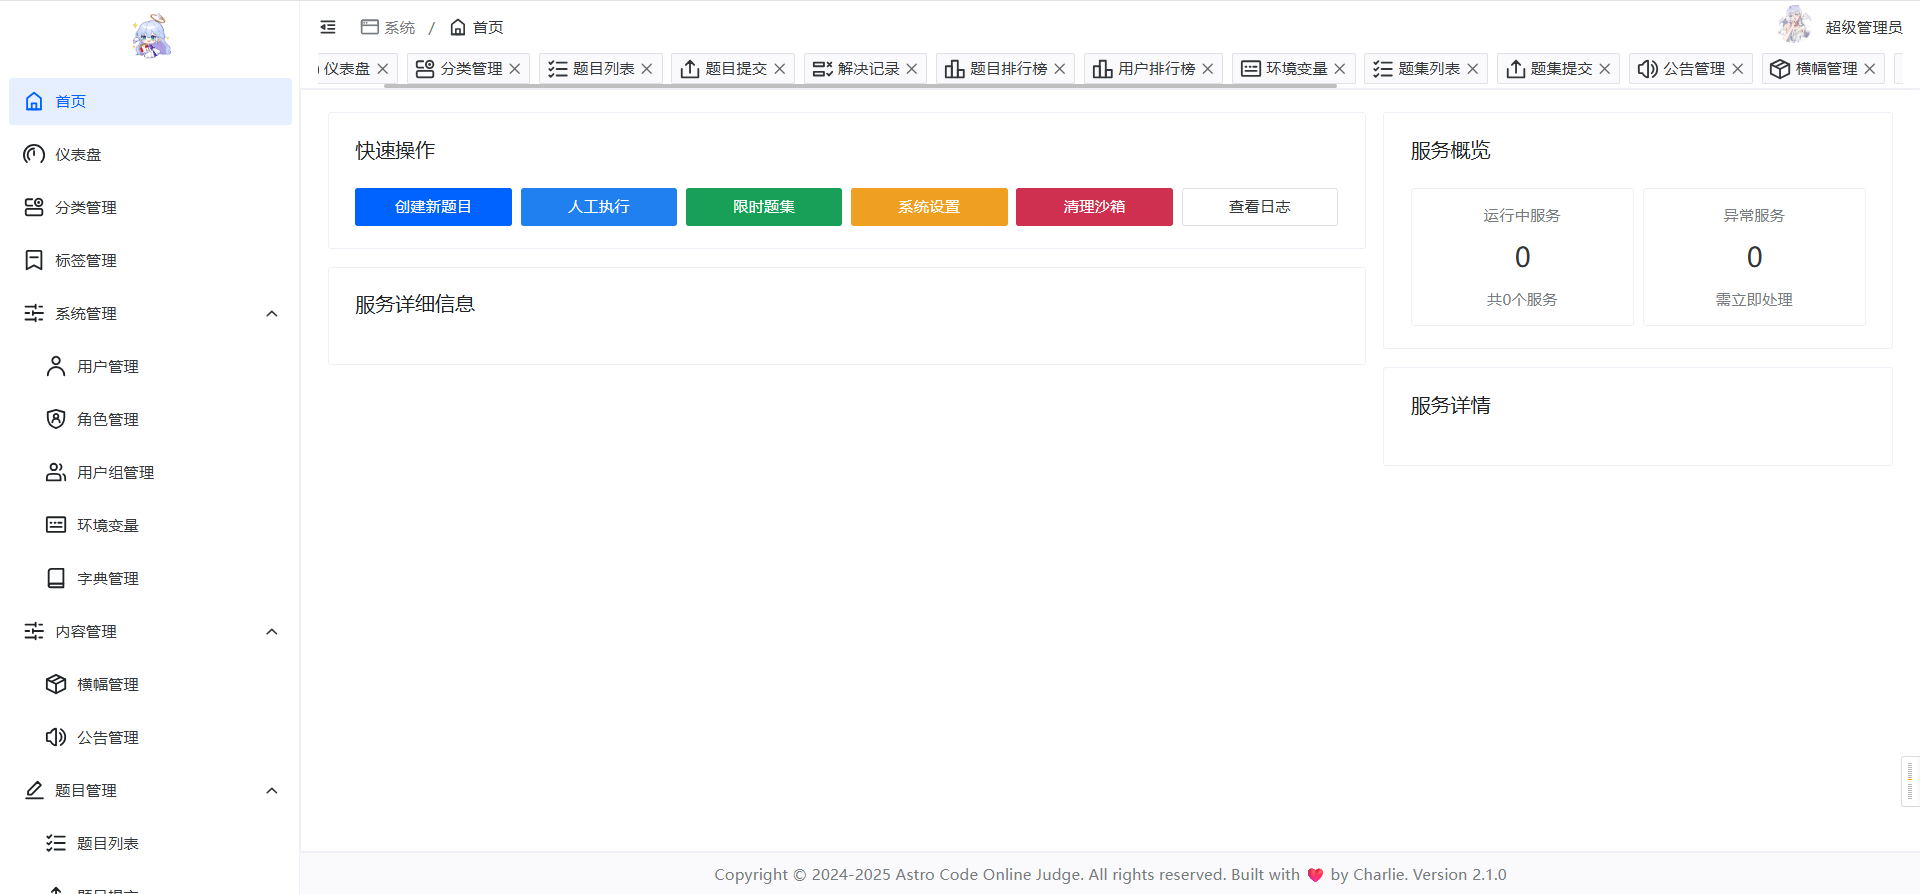 首页
仪表盘
分类管理
标签管理
系统管理
用户管理
角色管理
用户组管理
环境变量
字典管理
内容管理
横幅管理
公告管理
题目管理
题目列表
题目提交
系统 / 首页
超级管理员
仪表盘 分类管理 题目列表 题目提交 解决记录 题目排行榜 用户排行榜 环境变量 题集列表 题集提交 公告管理 横幅管理
快速操作
创建新题目 人工执行 限时题集 系统设置 清理沙箱 查看日志
服务详细信息
服务概览
运行中服务
0
共0个服务
异常服务
0
需立即处理
服务详情
Copyright © 2024-2025 Astro Code Online Judge. All rights reserved. Built with ❤️ by Charlie. Version 2.1.0